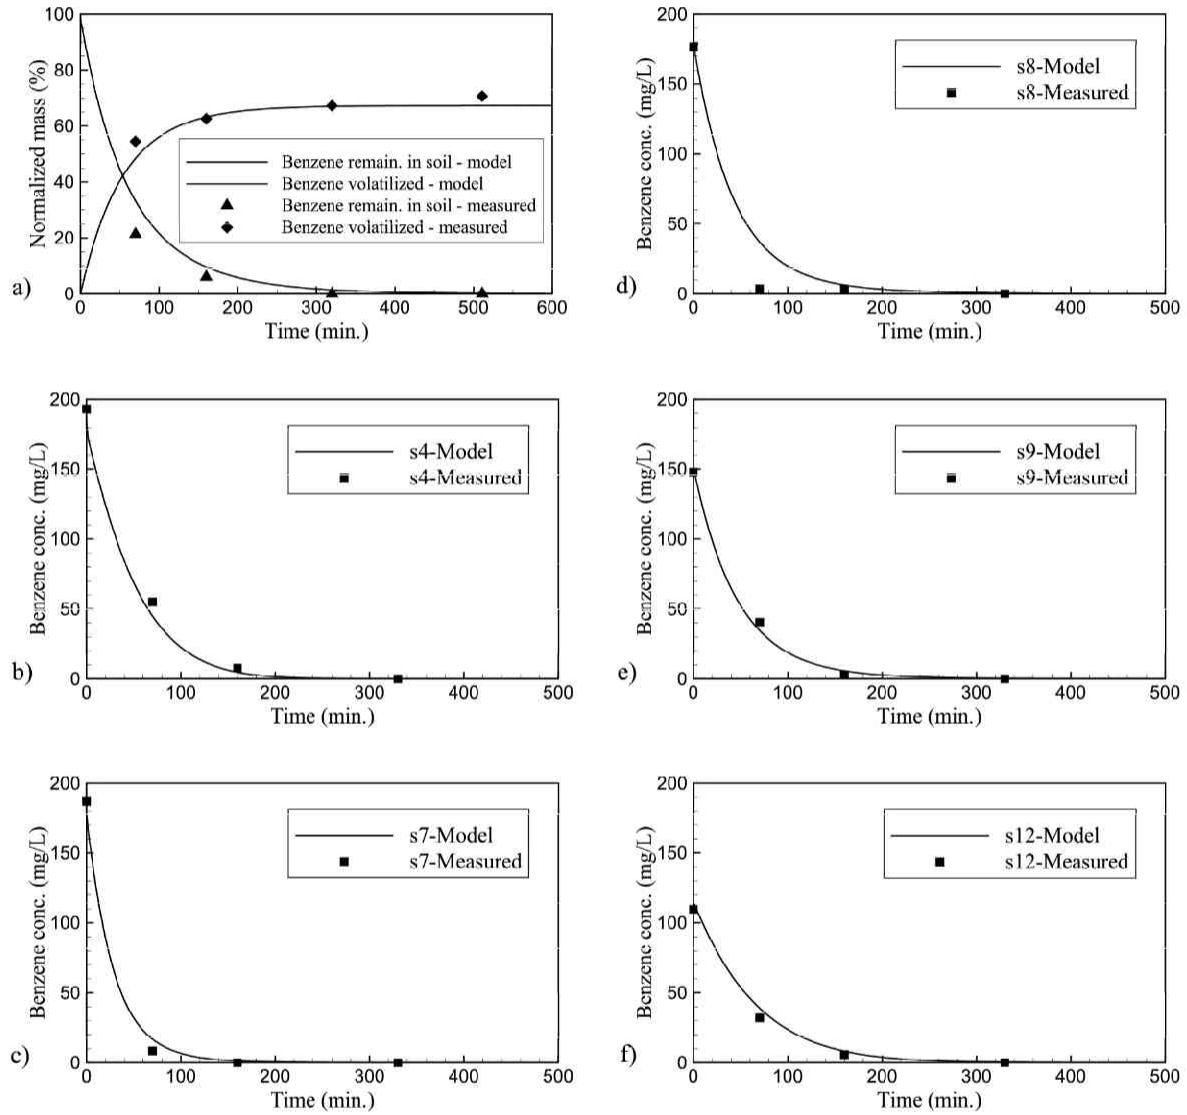 a)
Normalized mass (%)
100
80
60
40
20
0
Benzene remain. in soil - model
Benzene volatilized - model
Benzene remain. in soil - measured
Benzene volatilized - measured
0 100 200 300 400 500 600
Time (min.)
d)
Benzene conc. (mg/L)
200
150
100
50
0
s8-Model
s8-Measured
0 100 200 300 400 500
Time (min.)
b)
Benzene conc. (mg/L)
200
150
100
50
0
s4-Model
s4-Measured
0 100 200 300 400 500
Time (min.)
e)
Benzene conc. (mg/L)
200
150
100
50
0
s9-Model
s9-Measured
0 100 200 300 400 500
Time (min.)
c)
Benzene conc. (mg/L)
200
150
100
50
0
s7-Model
s7-Measured
0 100 200 300 400 500
Time (min.)
f)
Benzene conc. (mg/L)
200
150
100
50
0
s12-Model
s12-Measured
0 100 200 300 400 500
Time (min.)